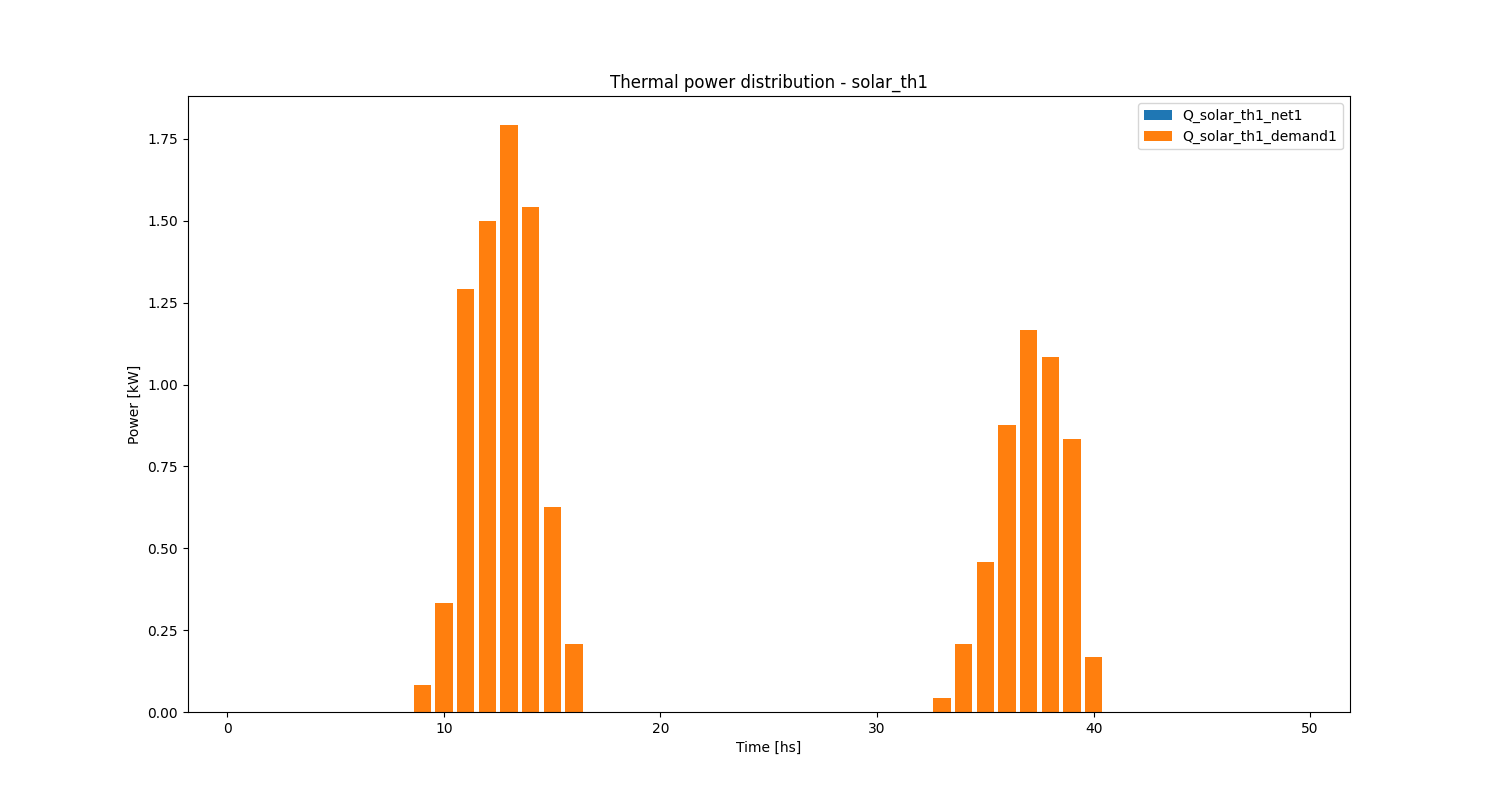 Thermal power distribution - solar_th1
Q_solar_th1_net1
Q_solar_th1_demand1
Power [kW]
1.75
1.50
1.25
1.00
0.75
0.50
0.25
0.00
0 10 20 30 40 50
Time [hs]